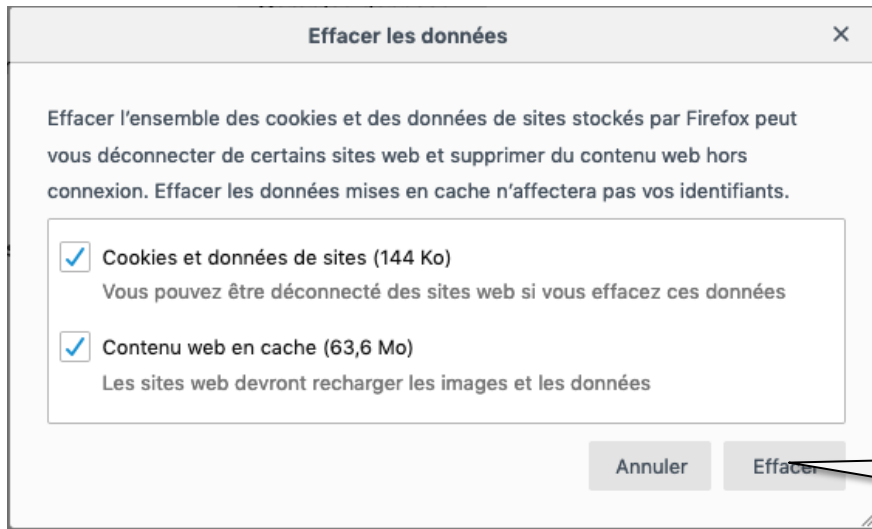 Effacer les données
Effacer l'ensemble des cookies et des données de sites stockés par Firefox peut
vous déconnecter de certains sites web et supprimer du contenu web hors
connexion. Effacer les données mises en cache n'affectera pas vos identifiants.
Cookies et données de sites (144 Ko)
Vous pouvez être déconnecté des sites web si vous effacez ces données
Contenu web en cache (63,6 Mo)
Les sites web devront recharger les images et les données
Annuler
Effacer